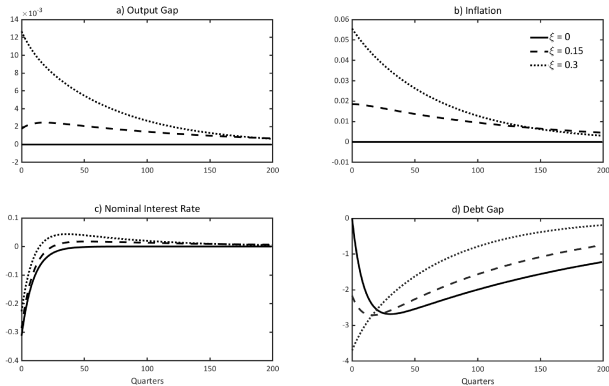 a) Output Gap
×10⁻³
14
12
10
8
6
4
2
0
-2
0 50 100 150 200
b) Inflation
0.06
0.05
0.04
0.03
0.02
0.01
0
-0.01
0 50 100 150 200
ξ = 0
ξ = 0.15
ξ = 0.3
c) Nominal Interest Rate
0.1
0
-0.1
-0.2
-0.3
-0.4
0 50 100 150 200
Quarters
d) Debt Gap
0
-1
-2
-3
-4
0 50 100 150 200
Quarters